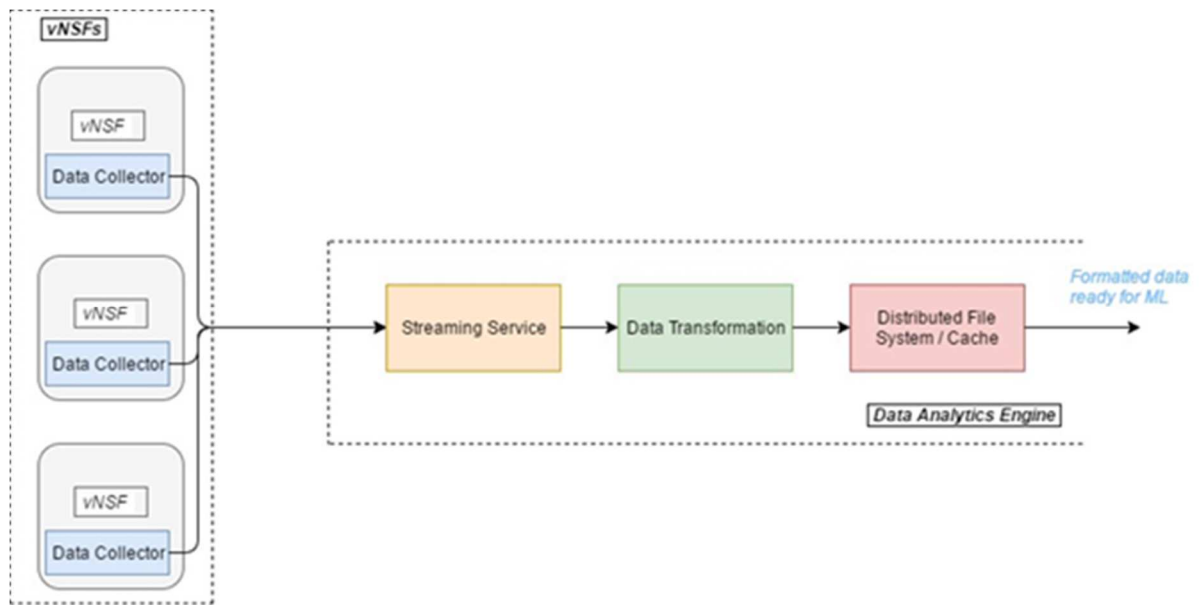 vNSFs
vNSF
Data Collector
vNSF
Data Collector
vNSF
Data Collector
Streaming Service
Data Transformation
Distributed File
System / Cache
Formatted data
ready for ML
Data Analytics Engine